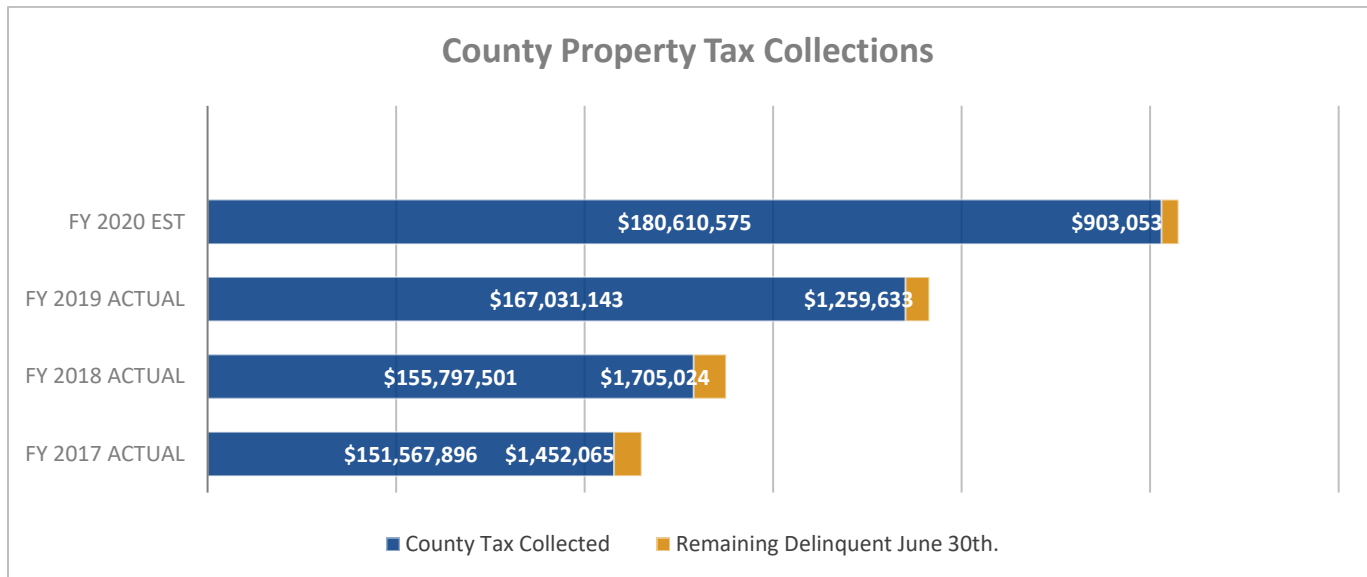 County Property Tax Collections
FY 2020 EST $180,610,575 $903,053
FY 2019 ACTUAL $167,031,143 $1,259,633
FY 2018 ACTUAL $155,797,501 $1,705,024
FY 2017 ACTUAL $151,567,896 $1,452,065
County Tax Collected Remaining Delinquent June 30th.